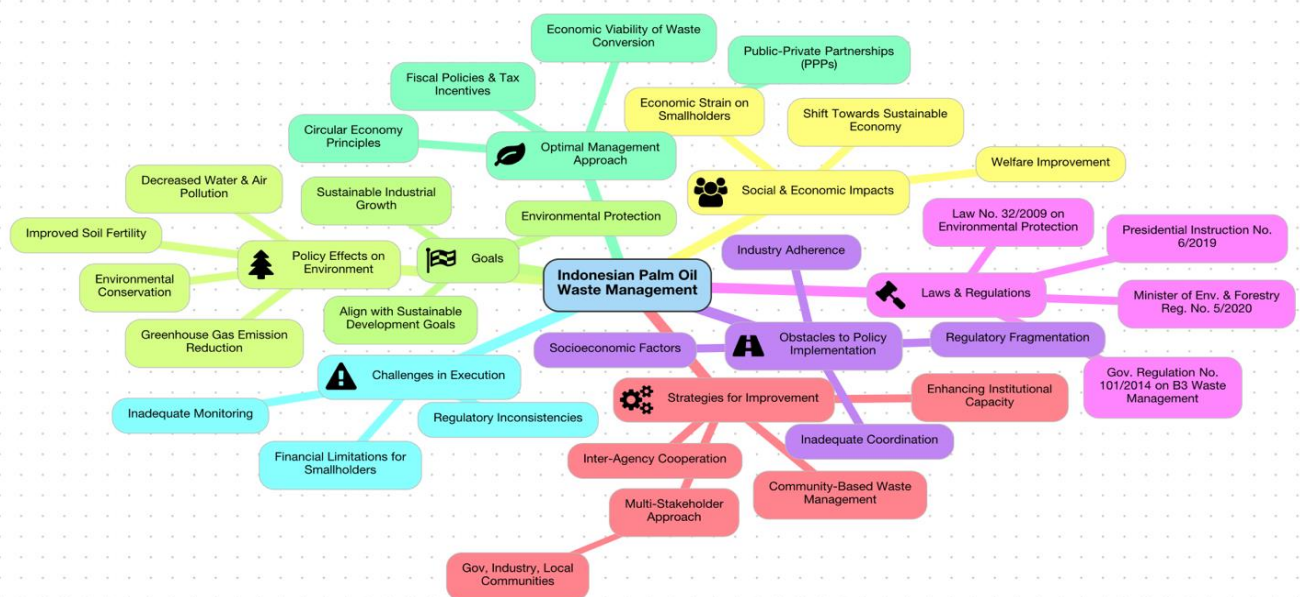 Indonesian Palm Oil
Waste Management
Optimal Management
Approach
Economic Viability of Waste
Conversion
Public-Private Partnerships
(PPPs)
Fiscal Policies & Tax
Incentives
Circular Economy
Principles
Social & Economic Impacts
Economic Strain on
Smallholders
Shift Towards Sustainable
Economy
Welfare Improvement
Laws & Regulations
Law No. 32/2009 on
Environmental Protection
Presidential Instruction No.
6/2019
Minister of Env. & Forestry
Reg. No. 5/2020
Gov. Regulation No.
101/2014 on B3 Waste
Management
Obstacles to Policy
Implementation
Industry Adherence
Socioeconomic Factors
Regulatory Fragmentation
Inadequate Coordination
Strategies for Improvement
Enhancing Institutional
Capacity
Inter-Agency Cooperation
Community-Based Waste
Management
Multi-Stakeholder
Approach
Gov, Industry, Local
Communities
Challenges in Execution
Inadequate Monitoring
Regulatory Inconsistencies
Financial Limitations for
Smallholders
Goals
Sustainable Industrial
Growth
Environmental Protection
Align with Sustainable
Development Goals
Policy Effects on
Environment
Decreased Water & Air
Pollution
Improved Soil Fertility
Environmental
Conservation
Greenhouse Gas Emission
Reduction